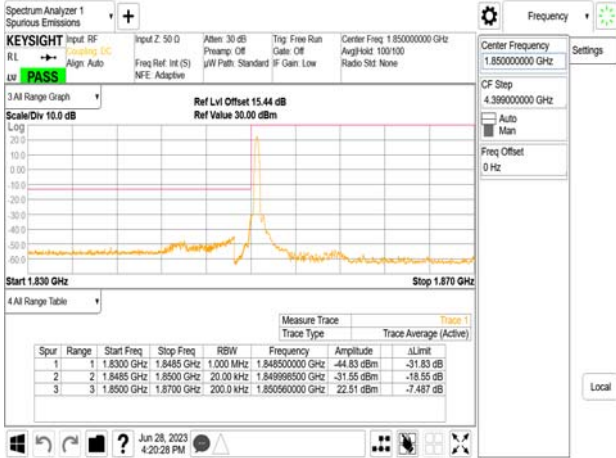 Spectrum Analyzer 1
Spurious Emissions
Frequency
KEYSIGHT Input: RF Input Z: 50 Ω Atten: 30 dB Trig: Free Run Center Freq: 1.850000000 GHz
RL Coupling: DC Preamp: Off Gate: Off Avg|Hold: 100/100
Align: Auto Freq Ref: Int (S) µW Path: Standard IF Gain: Low Radio Std: None
NFE: Adaptive
PASS
Center Frequency
1.850000000 GHz
Settings
CF Step
4.399000000 GHz
Auto
Man
Freq Offset
0 Hz
3 All Range Graph
Ref Lvl Offset 15.44 dB
Scale/Div 10.0 dB Ref Value 30.00 dBm
Log
20.0
10.0
0.00
-10.0
-20.0
-30.0
-40.0
-50.0
-60.0
Start 1.830 GHz Stop 1.870 GHz
4 All Range Table
Measure Trace Trace 1
Trace Type Trace Average (Active)
Spur Range Start Freq Stop Freq RBW Frequency Amplitude ΔLimit
1 1 1.8300 GHz 1.8485 GHz 1.000 MHz 1.848500000 GHz -44.83 dBm -31.83 dB
2 2 1.8485 GHz 1.8500 GHz 20.00 kHz 1.849998500 GHz -31.55 dBm -18.55 dB
3 3 1.8500 GHz 1.8700 GHz 200.0 kHz 1.850560000 GHz 22.51 dBm -7.487 dB
Local
Jun 28, 2023
4:20:28 PM